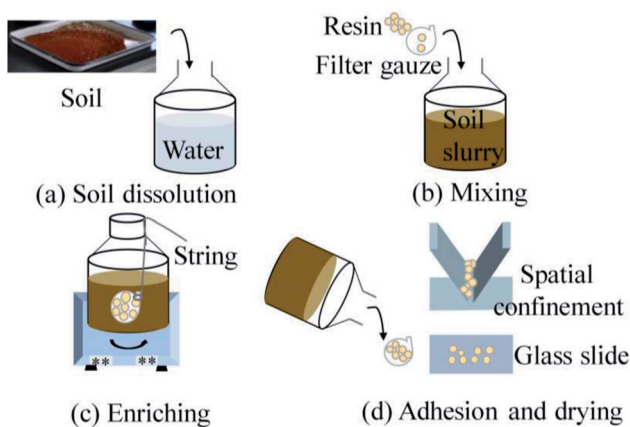 Soil
Water
(a) Soil dissolution
Resin
Filter gauze
Soil
slurry
(b) Mixing
String
** **
(c) Enriching
Spatial
confinement
Glass slide
(d) Adhesion and drying